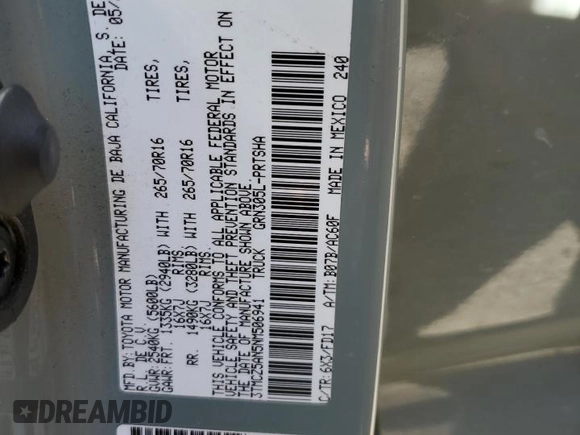 MFD.BY:TOYOTA MOTOR MANUFACTURING DE BAJA CALIFORNIA, S. DE
R. L. DE C.V. DATE: 05/
GVWR: 2540KG (5600LB)
GAWR:FRT. 1335KG (2940LB) WITH 265/70R16 TIRES,
16X7J RIMS
RR. 1490KG (3280LB) WITH 265/70R16 TIRES,
16X7J RIMS
THIS VEHICLE CONFORMS TO ALL APPLICABLE FEDERAL MOTOR
VEHICLE SAFETY AND THEFT PREVENTION STANDARDS IN EFFECT ON
THE DATE OF MANUFACTURE SHOWN ABOVE.
3TMCZ5AN5NM506941 TRUCK GRN305L-PRTSHA
C/TR: 6X3/FD17 A/TM: B07B/AC60F MADE IN MEXICO 240
© DEALERS ACADEMY